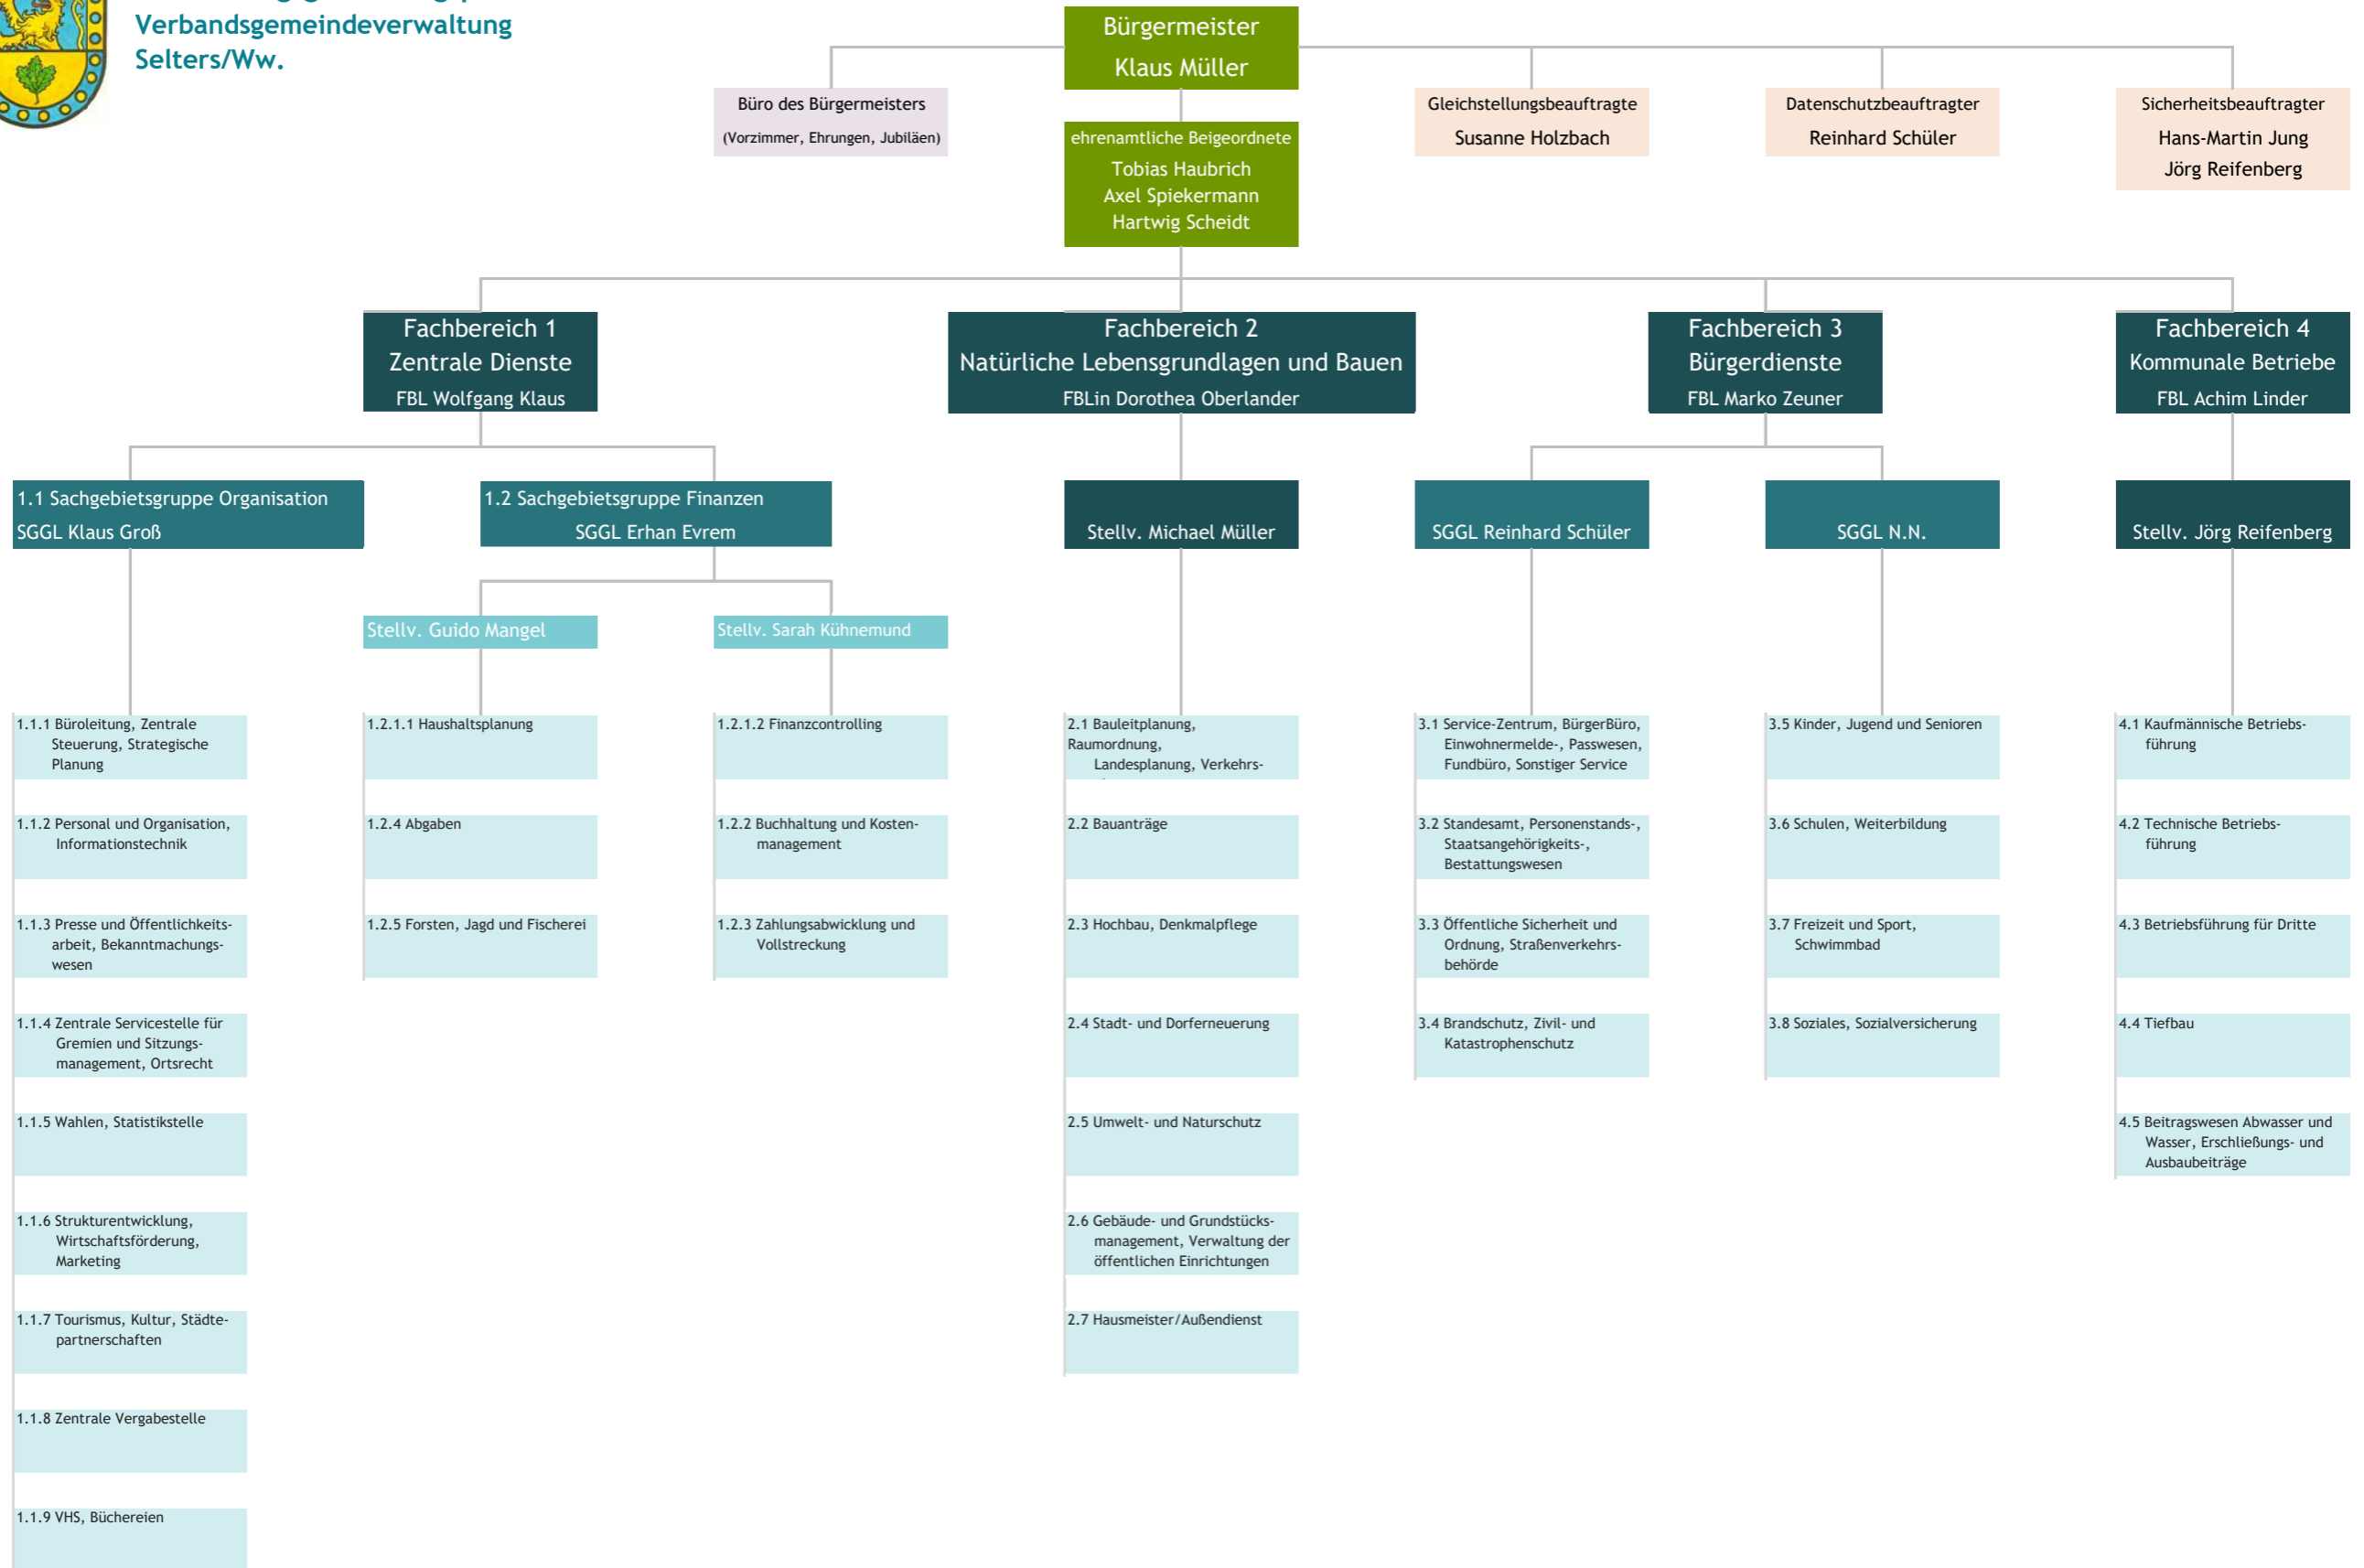 Verbandsgemeindeverwaltung
Selters/Ww.
Bürgermeister
Klaus Müller
Büro des Bürgermeisters
(Vorzimmer, Ehrungen, Jubiläen)
Gleichstellungsbeauftragte
Susanne Holzbach
Datenschutzbeauftragter
Reinhard Schüler
Sicherheitsbeauftragter
Hans-Martin Jung
Jörg Reifenberg
ehrenamtliche Beigeordnete
Tobias Haubrich
Axel Spiekermann
Hartwig Scheidt
Fachbereich 1
Zentrale Dienste
FBL Wolfgang Klaus
Fachbereich 2
Natürliche Lebensgrundlagen und Bauen
FBLin Dorothea Oberlander
Fachbereich 3
Bürgerdienste
FBL Marko Zeuner
Fachbereich 4
Kommunale Betriebe
FBL Achim Linder
1.1 Sachgebietsgruppe Organisation
SGGL Klaus Groß
1.2 Sachgebietsgruppe Finanzen
SGGL Erhan Evrem
Stellv. Michael Müller
SGGL Reinhard Schüler
SGGL N.N.
Stellv. Jörg Reifenberg
Stellv. Guido Mangel
Stellv. Sarah Kühnemund
1.1.1 Büroleitung, Zentrale
Steuerung, Strategische
Planung
1.1.2 Personal und Organisation,
Informationstechnik
1.1.3 Presse und Öffentlichkeits-
arbeit, Bekanntmachungs-
wesen
1.1.4 Zentrale Servicestelle für
Gremien und Sitzungs-
management, Ortsrecht
1.1.5 Wahlen, Statistikstelle
1.1.6 Strukturentwicklung,
Wirtschaftsförderung,
Marketing
1.1.7 Tourismus, Kultur, Städte-
partnerschaften
1.1.8 Zentrale Vergabestelle
1.1.9 VHS, Büchereien
1.2.1.1 Haushaltsplanung
1.2.4 Abgaben
1.2.5 Forsten, Jagd und Fischerei
1.2.1.2 Finanzcontrolling
1.2.2 Buchhaltung und Kosten-
management
1.2.3 Zahlungsabwicklung und
Vollstreckung
2.1 Bauleitplanung,
Raumordnung,
Landesplanung, Verkehrs-
2.2 Bauanträge
2.3 Hochbau, Denkmalpflege
2.4 Stadt- und Dorferneuerung
2.5 Umwelt- und Naturschutz
2.6 Gebäude- und Grundstücks-
management, Verwaltung der
öffentlichen Einrichtungen
2.7 Hausmeister/Außendienst
3.1 Service-Zentrum, BürgerBüro,
Einwohnermelde-, Passwesen,
Fundbüro, Sonstiger Service
3.2 Standesamt, Personenstands-,
Staatsangehörigkeits-,
Bestattungswesen
3.3 Öffentliche Sicherheit und
Ordnung, Straßenverkehrs-
behörde
3.4 Brandschutz, Zivil- und
Katastrophenschutz
3.5 Kinder, Jugend und Senioren
3.6 Schulen, Weiterbildung
3.7 Freizeit und Sport,
Schwimmbad
3.8 Soziales, Sozialversicherung
4.1 Kaufmännische Betriebs-
führung
4.2 Technische Betriebs-
führung
4.3 Betriebsführung für Dritte
4.4 Tiefbau
4.5 Beitragswesen Abwasser und
Wasser, Erschließungs- und
Ausbaubeiträge